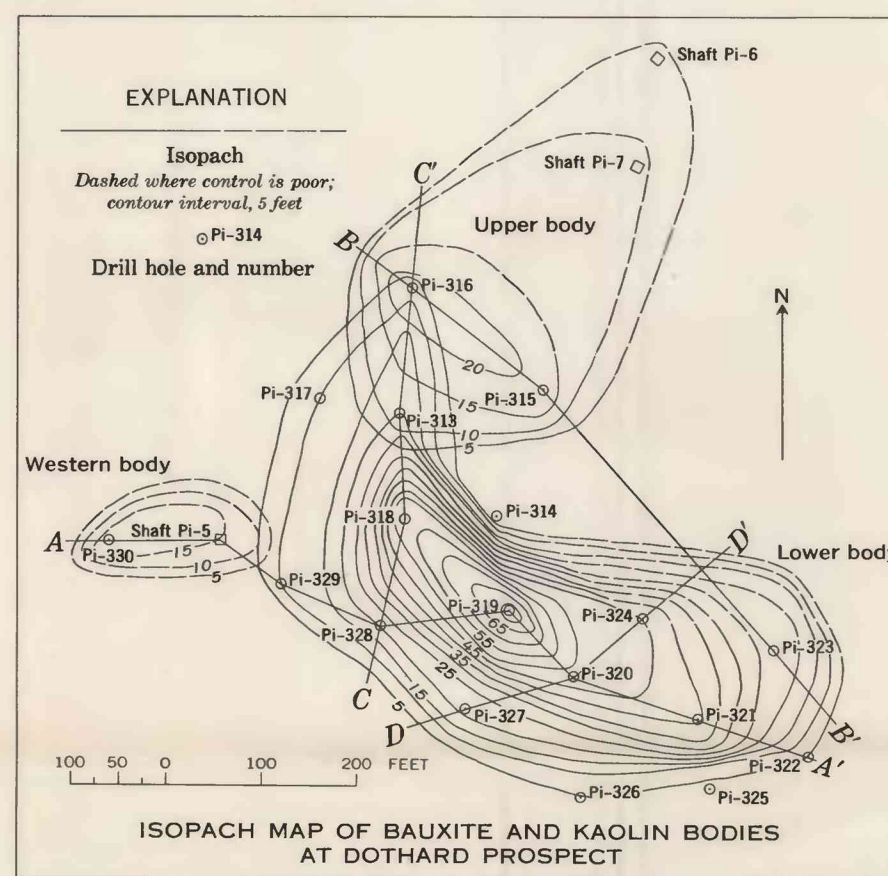 EXPLANATION
Isopach
Dashed where control is poor;
contour interval, 5 feet
Pi-314
Drill hole and number
Shaft Pi-6
Shaft Pi-7
C'
Upper body
B
Pi-316
N
20
Pi-317
Pi-315
15
Pi-313
10
5
Western body
Pi-314
Pi-318
D'
Lower body
A
Shaft Pi-5
Pi-330
15
10
5
Pi-329
Pi-319
65
55
45
35
25
15
5
Pi-324
Pi-328
Pi-323
Pi-320
C
D
Pi-327
Pi-321
B'
Pi-322
A'
Pi-326
Pi-325
100 0 100 200 FEET
ISOPACH MAP OF BAUXITE AND KAOLIN BODIES
AT DOTHARD PROSPECT